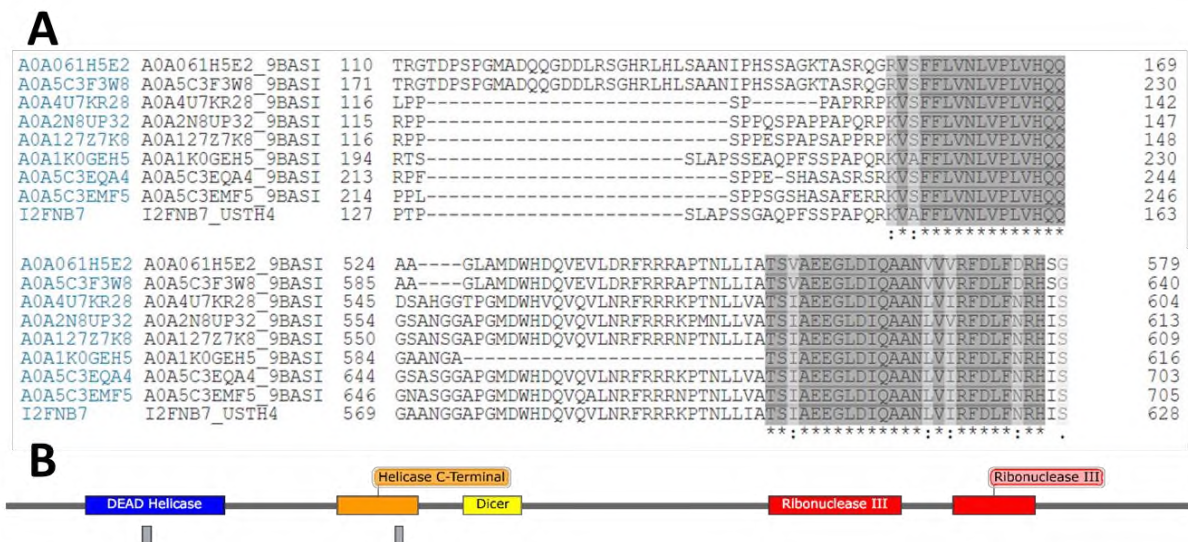 A
A0A061H5E2 A0A061H5E2_9BASI 110 TRGTDPSPGMADQQGDDLRSGHRLHLSAANIPHSSAGKTASRQGRVSFFLVNLVPLVHQQ 169
A0A5C3F3W8 A0A5C3F3W8_9BASI 171 TRGTDPSPGMADQQGDDLRSGHRLHLSAANIPHSSAGKTASRQGRVSFFLVNLVPLVHQQ 230
A0A4U7KR28 A0A4U7KR28_9BASI 116 LPP---------------------------SP------PAPRRPKVAFFLVNLVPLVHQQ 142
A0A2N8UP32 A0A2N8UP32_9BASI 115 RPP---------------------------SPPQSPAPPAPQRPKVAFFLVNLVPLVHQQ 147
A0A127Z7K8 A0A127Z7K8_9BASI 116 RPP---------------------------SPPESPAPSAPPRPKVAFFLVNLVPLVHQQ 148
A0A1K0GEH5 A0A1K0GEH5_9BASI 194 RTS-----------------------SLAPSSEAQPFSSPAPQRKVAFFLVNLVPLVHQQ 230
A0A5C3EQA4 A0A5C3EQA4_9BASI 213 RPF---------------------------SPPE-SHASASRSRKVSFFLVNLVPLVHQQ 244
A0A5C3EMF5 A0A5C3EMF5_9BASI 214 PPL---------------------------SPPSGSHASAFERRKVSFFLVNLVPLVHQQ 246
I2FNB7 I2FNB7_USTH4 127 PTP-----------------------SLAPSSGAQPFSSPAPQRKVAFFLVNLVPLVHQQ 163
:*:*************
A0A061H5E2 A0A061H5E2_9BASI 524 AA----GLAMDWHDQVEVLDRFRRRAPTNLLIATSVAEEGLDIQAANVVVRFDLFDRHSG 579
A0A5C3F3W8 A0A5C3F3W8_9BASI 585 AA----GLAMDWHDQVEVLDRFRRRAPTNLLIATSVAEEGLDIQAANVVVRFDLFDRHSG 640
A0A4U7KR28 A0A4U7KR28_9BASI 545 DSAHGGTPGMDWHVQVQVLNRFRRRKPTNLLVATSIAEEGLDIQAANLVIRFDLFNRHIS 604
A0A2N8UP32 A0A2N8UP32_9BASI 554 GSANGGAPGMDWHDQVQVLNRFRRRKPMNLLVATSIAEEGLDIQAANLVVRFDLFNRHIS 613
A0A127Z7K8 A0A127Z7K8_9BASI 550 GSANSGAPGMDWHDQVQVLNRFRRRNPTNLLVATSIAEEGLDIQAANLVVRFDLFNRHIS 609
A0A1K0GEH5 A0A1K0GEH5_9BASI 584 GAANGA---------------------------TSIAEEGLDIQAANLVIRFDLFNRHIS 616
A0A5C3EQA4 A0A5C3EQA4_9BASI 644 GSASGGAPGMDWHDQVQVLNRFRRRKPTNLLVATSIAEEGLDIQAANLVIRFDLFNRHIS 703
A0A5C3EMF5 A0A5C3EMF5_9BASI 646 GNASGGAPGMDWHDQVQALNRFRRRNPTNLLVATSIAEEGLDIQAANLVIRFDLFNRHIS 705
I2FNB7 I2FNB7_USTH4 569 GAANGGAPGMDWHDQVQVLNRFRRRKPTNLLIATSIAEEGLDIQAANLVIRFDLFNRHIS 628
**:***********:*:*****:** .
B
Helicase C-Terminal
Ribonuclease III
DEAD Helicase
Dicer
Ribonuclease III